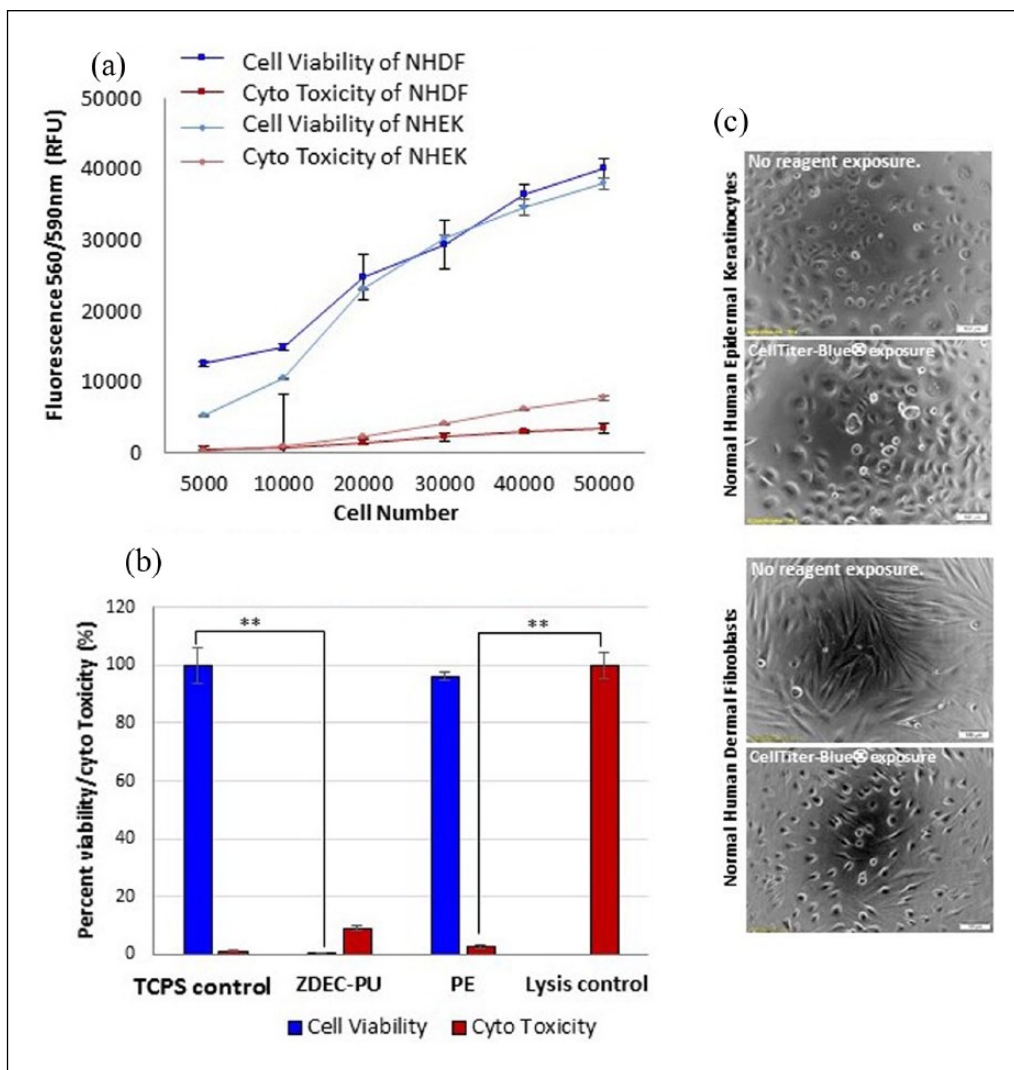 (a)
Cell Viability of NHDF
Cyto Toxicity of NHDF
Cell Viability of NHEK
Cyto Toxicity of NHEK
Fluorescence 560/590nm (RFU)
50000
40000
30000
20000
10000
0
5000 10000 20000 30000 40000 50000
Cell Number
(b)
Percent viability/cyto Toxicity (%)
120
100
80
60
40
20
0
** **
TCPS control ZDEC-PU PE Lysis control
Cell Viability Cyto Toxicity
(c)
Normal Human Epidermal Keratinocytes
No reagent exposure.
CellTiter-Blue® exposure
Normal Human Dermal Fibroblasts
No reagent exposure.
CellTiter-Blue® exposure